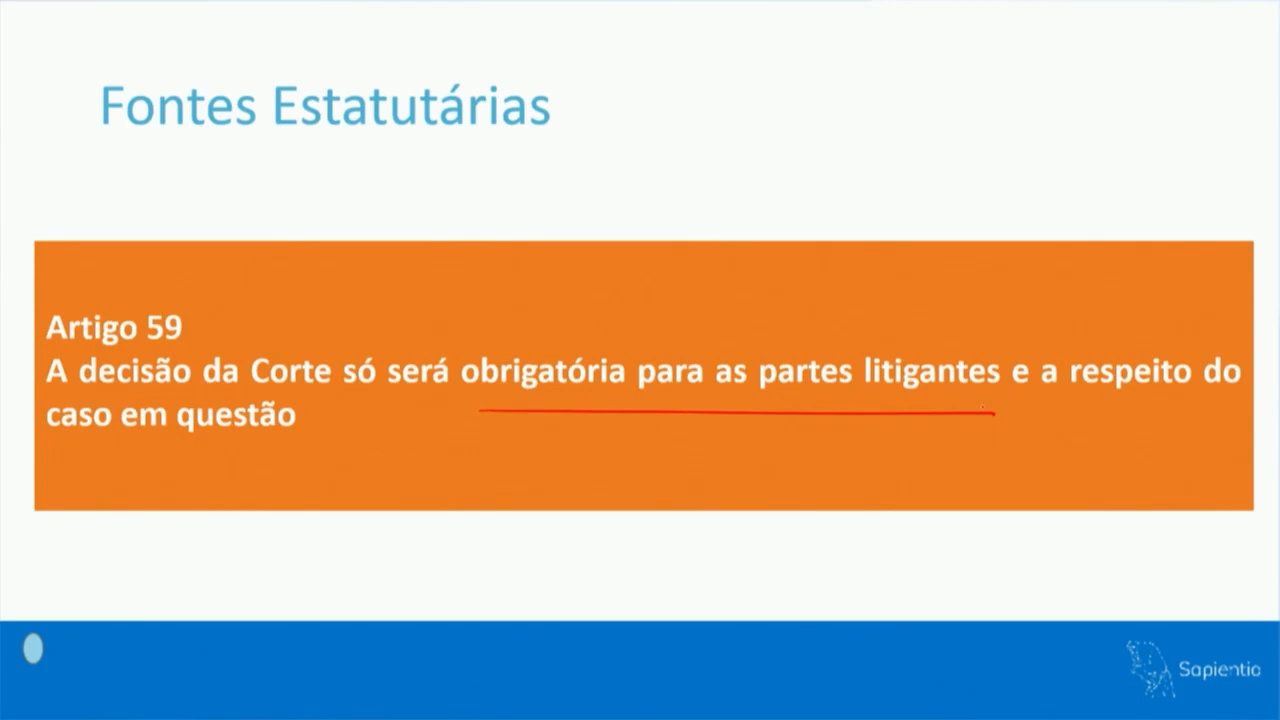 Fontes Estatutárias
Artigo 59
A decisão da Corte só será obrigatória para as partes litigantes e a respeito do
caso em questão
Sapientia